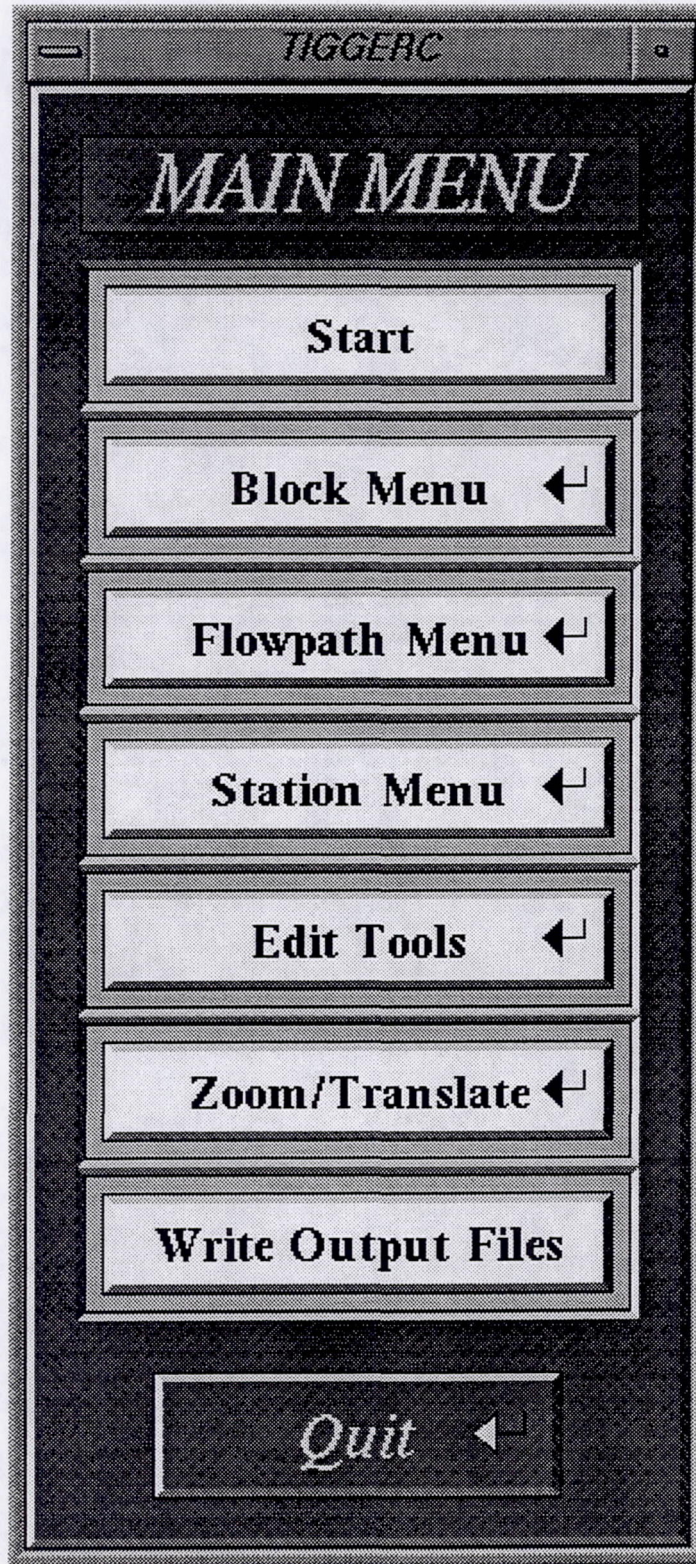 TIGGERC
MAIN MENU
Start
Block Menu
Flowpath Menu
Station Menu
Edit Tools
Zoom/Translate
Write Output Files
Quit